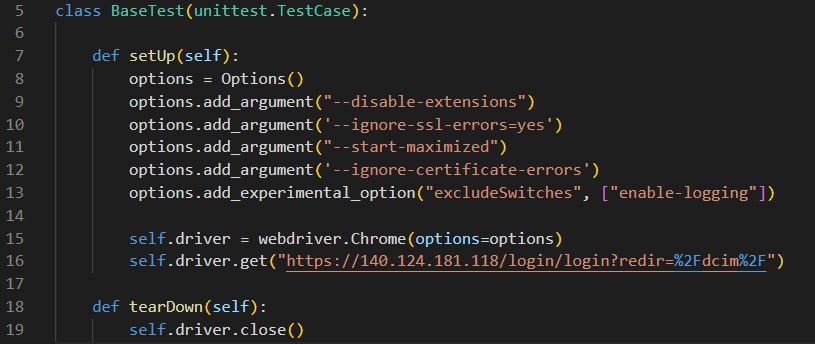 5 class BaseTest(unittest.TestCase):
6
7     def setUp(self):
8         options = Options()
9         options.add_argument("--disable-extensions")
10         options.add_argument('--ignore-ssl-errors=yes')
11         options.add_argument("--start-maximized")
12         options.add_argument('--ignore-certificate-errors')
13         options.add_experimental_option("excludeSwitches", ["enable-logging"])
14
15         self.driver = webdriver.Chrome(options=options)
16         self.driver.get("https://140.124.181.118/login/login?redir=%2Fdcim%2F")
17
18     def tearDown(self):
19         self.driver.close()